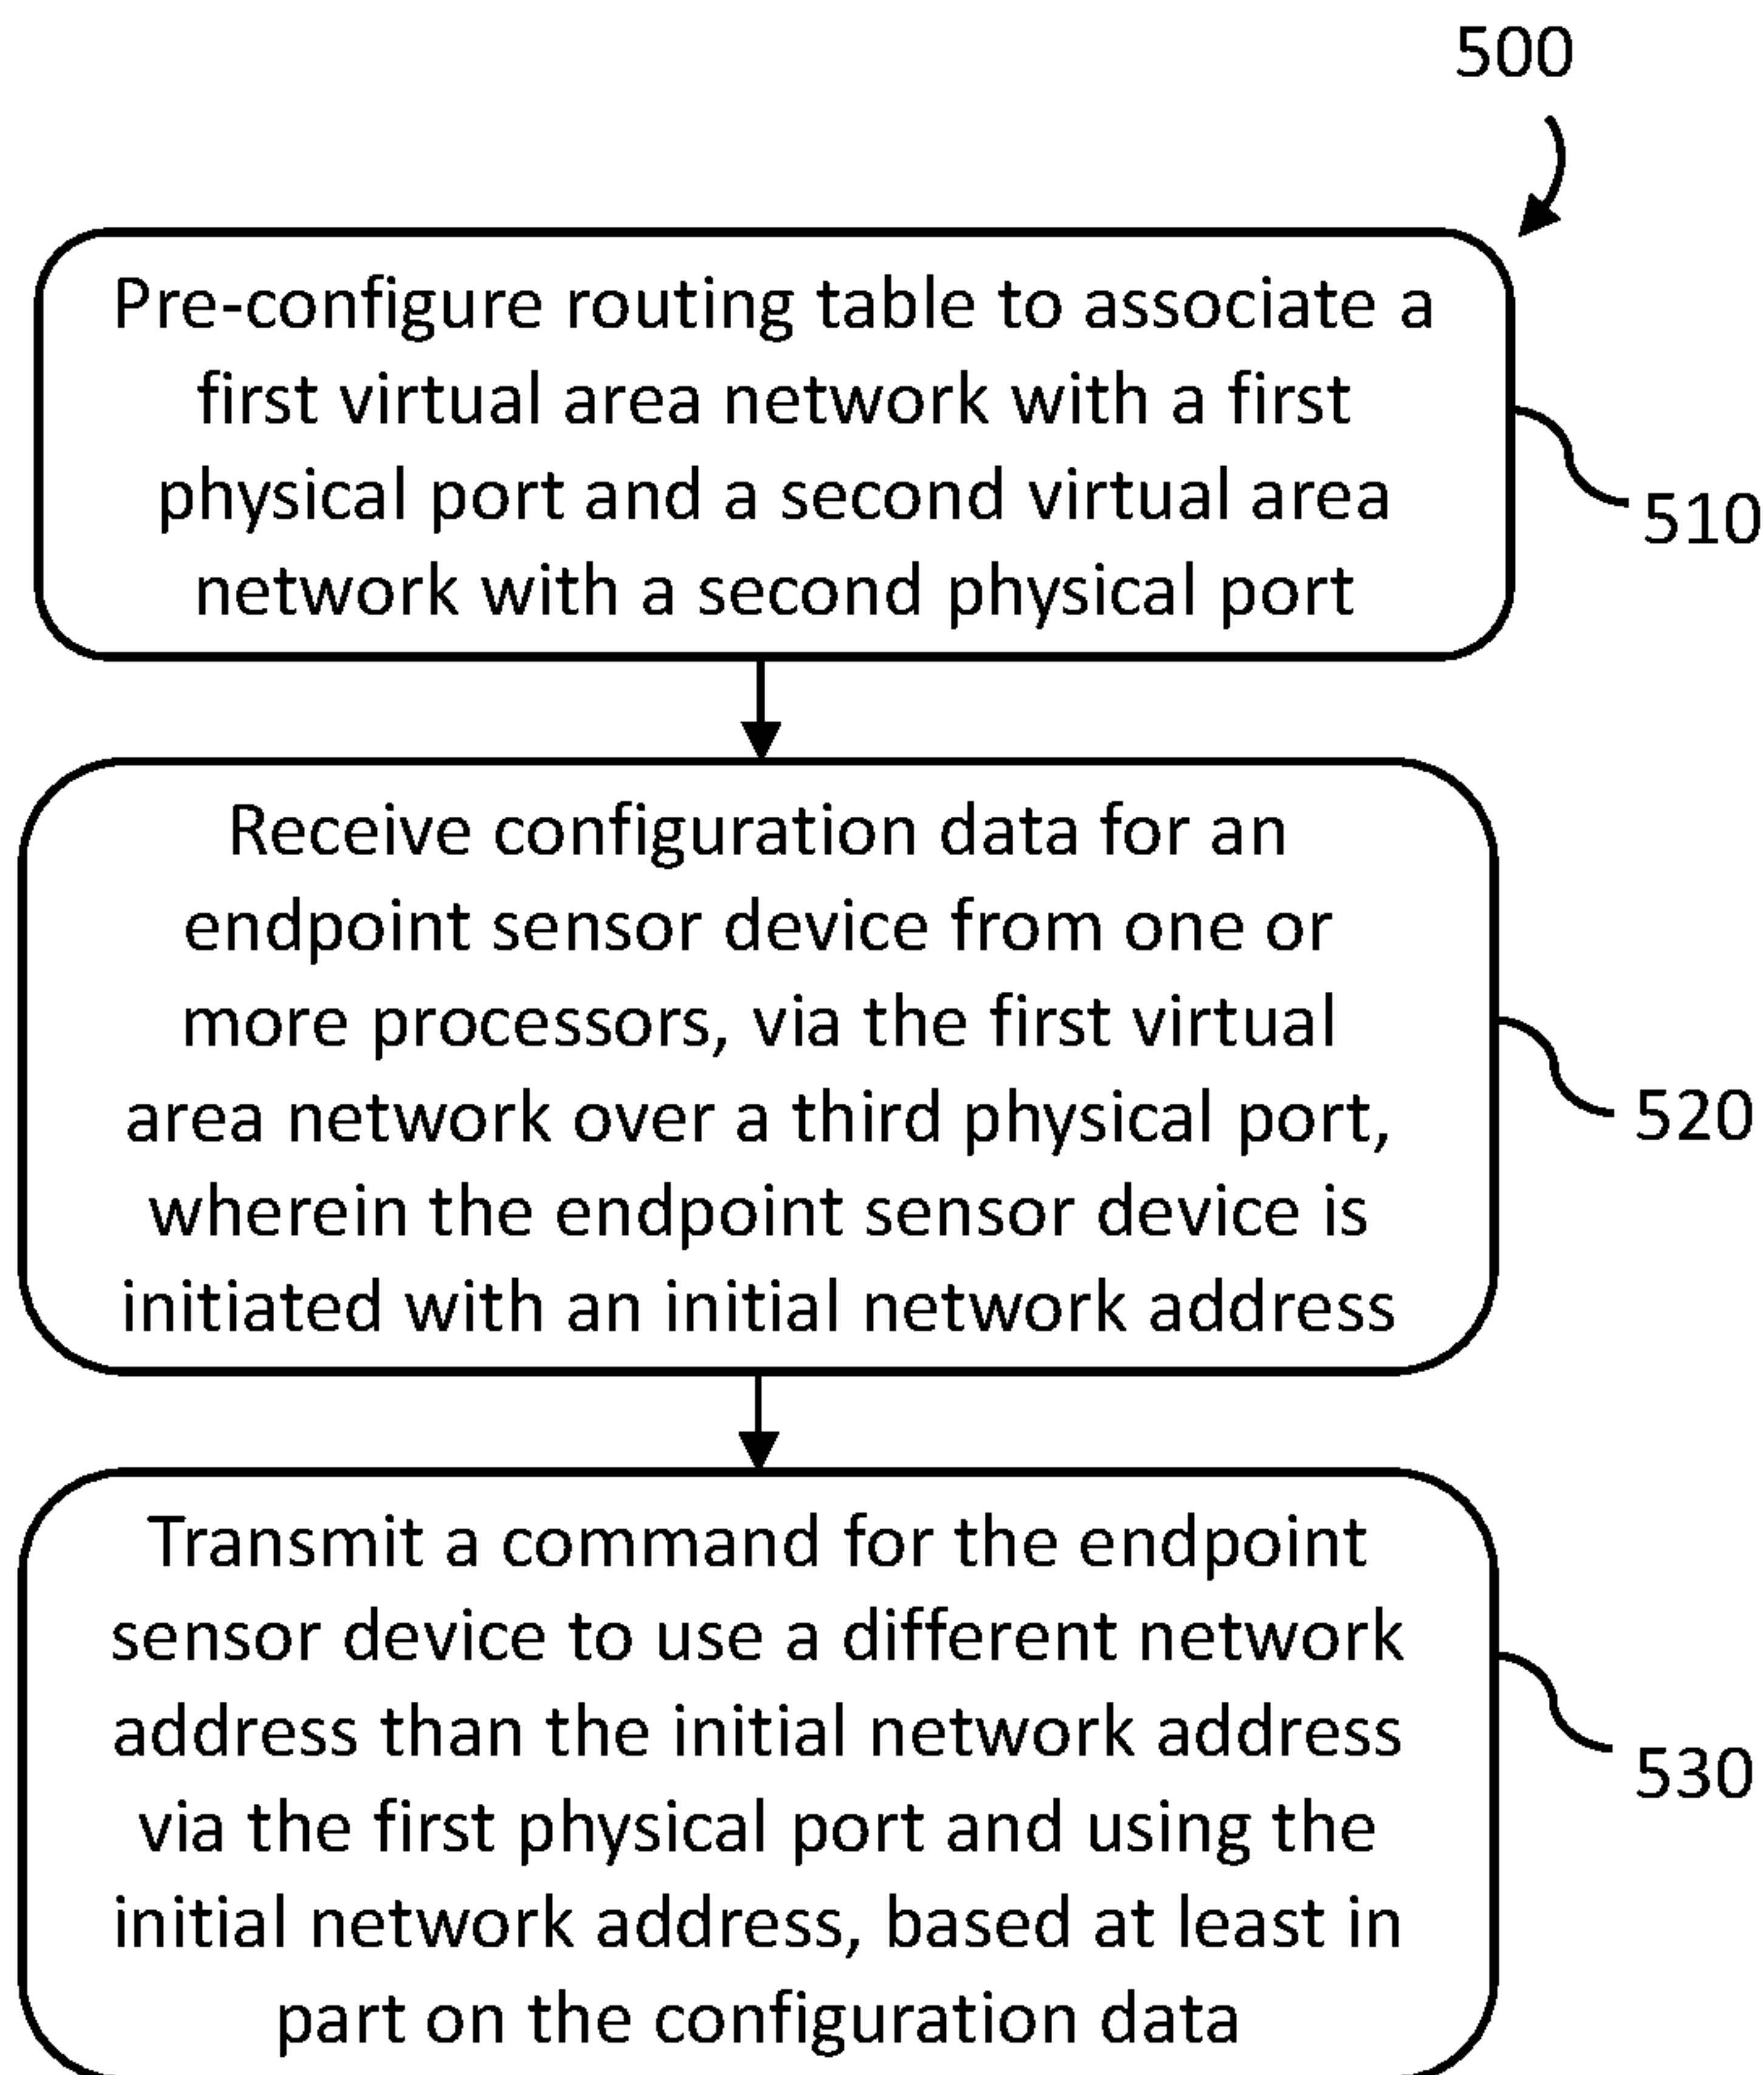 500
Pre-configure routing table to associate a
first virtual area network with a first
physical port and a second virtual area
network with a second physical port
510
Receive configuration data for an
endpoint sensor device from one or
more processors, via the first virtual
area network over a third physical port,
wherein the endpoint sensor device is
initiated with an initial network address
520
Transmit a command for the endpoint
sensor device to use a different network
address than the initial network address
via the first physical port and using the
initial network address, based at least in
part on the configuration data
530